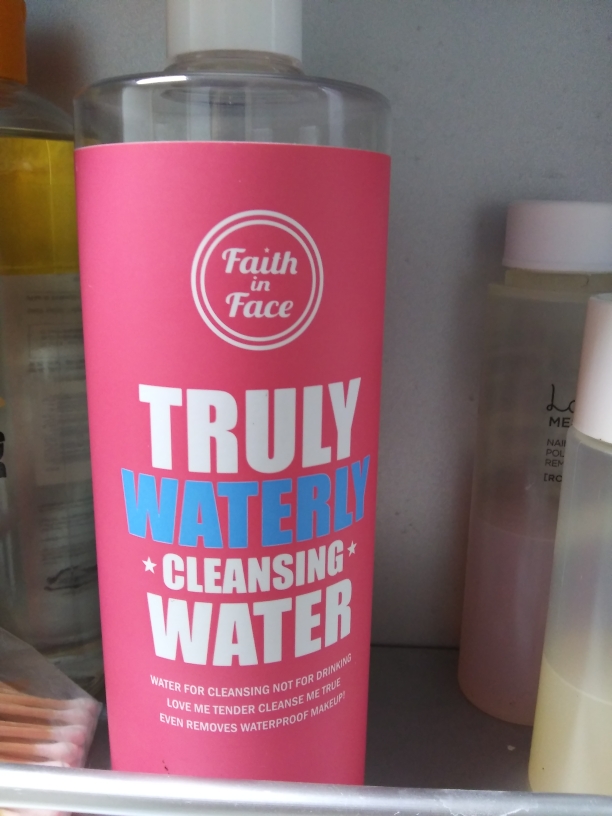 Faith
in
Face
TRULY
WATERLY
CLEANSING
WATER
WATER FOR CLEANSING NOT FOR DRINKING
LOVE ME TENDER CLEANSE ME TRUE
EVEN REMOVES WATERPROOF MAKEUP!